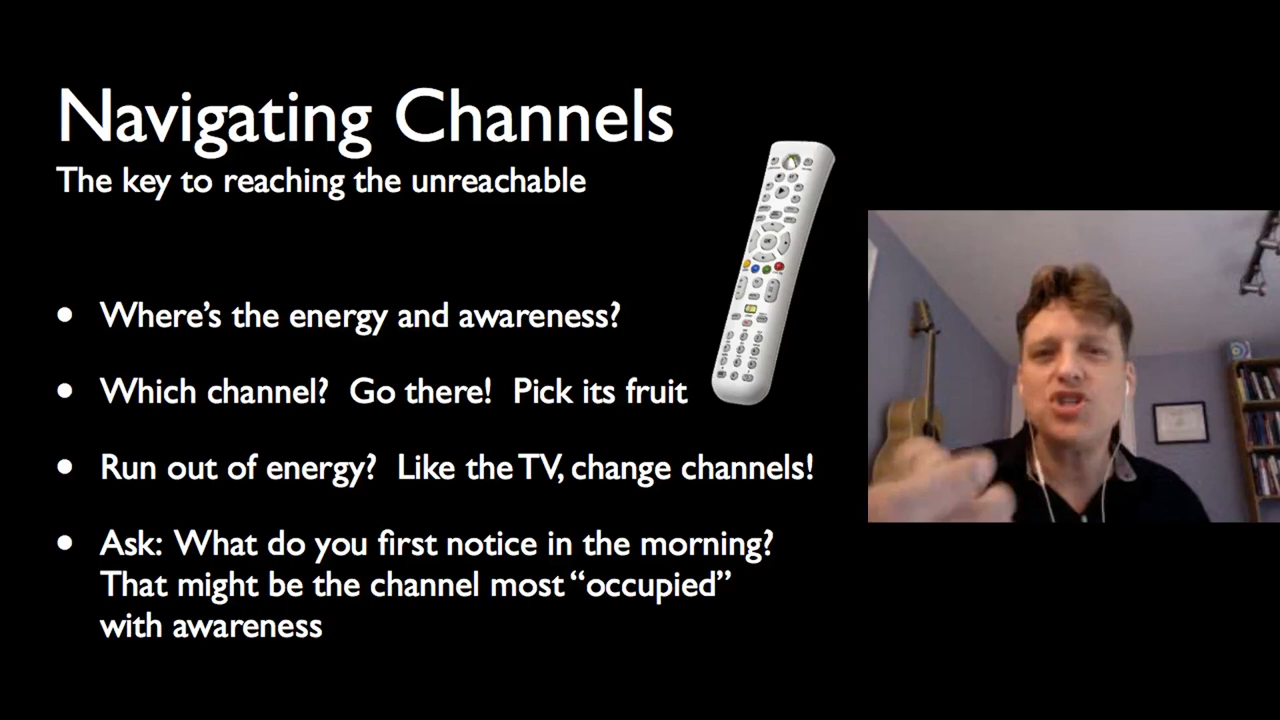 Navigating Channels
The key to reaching the unreachable
• Where's the energy and awareness?
• Which channel?  Go there!  Pick its fruit
• Run out of energy?  Like the TV, change channels!
• Ask:  What do you first notice in the morning?
That might be the channel most “occupied”
with awareness